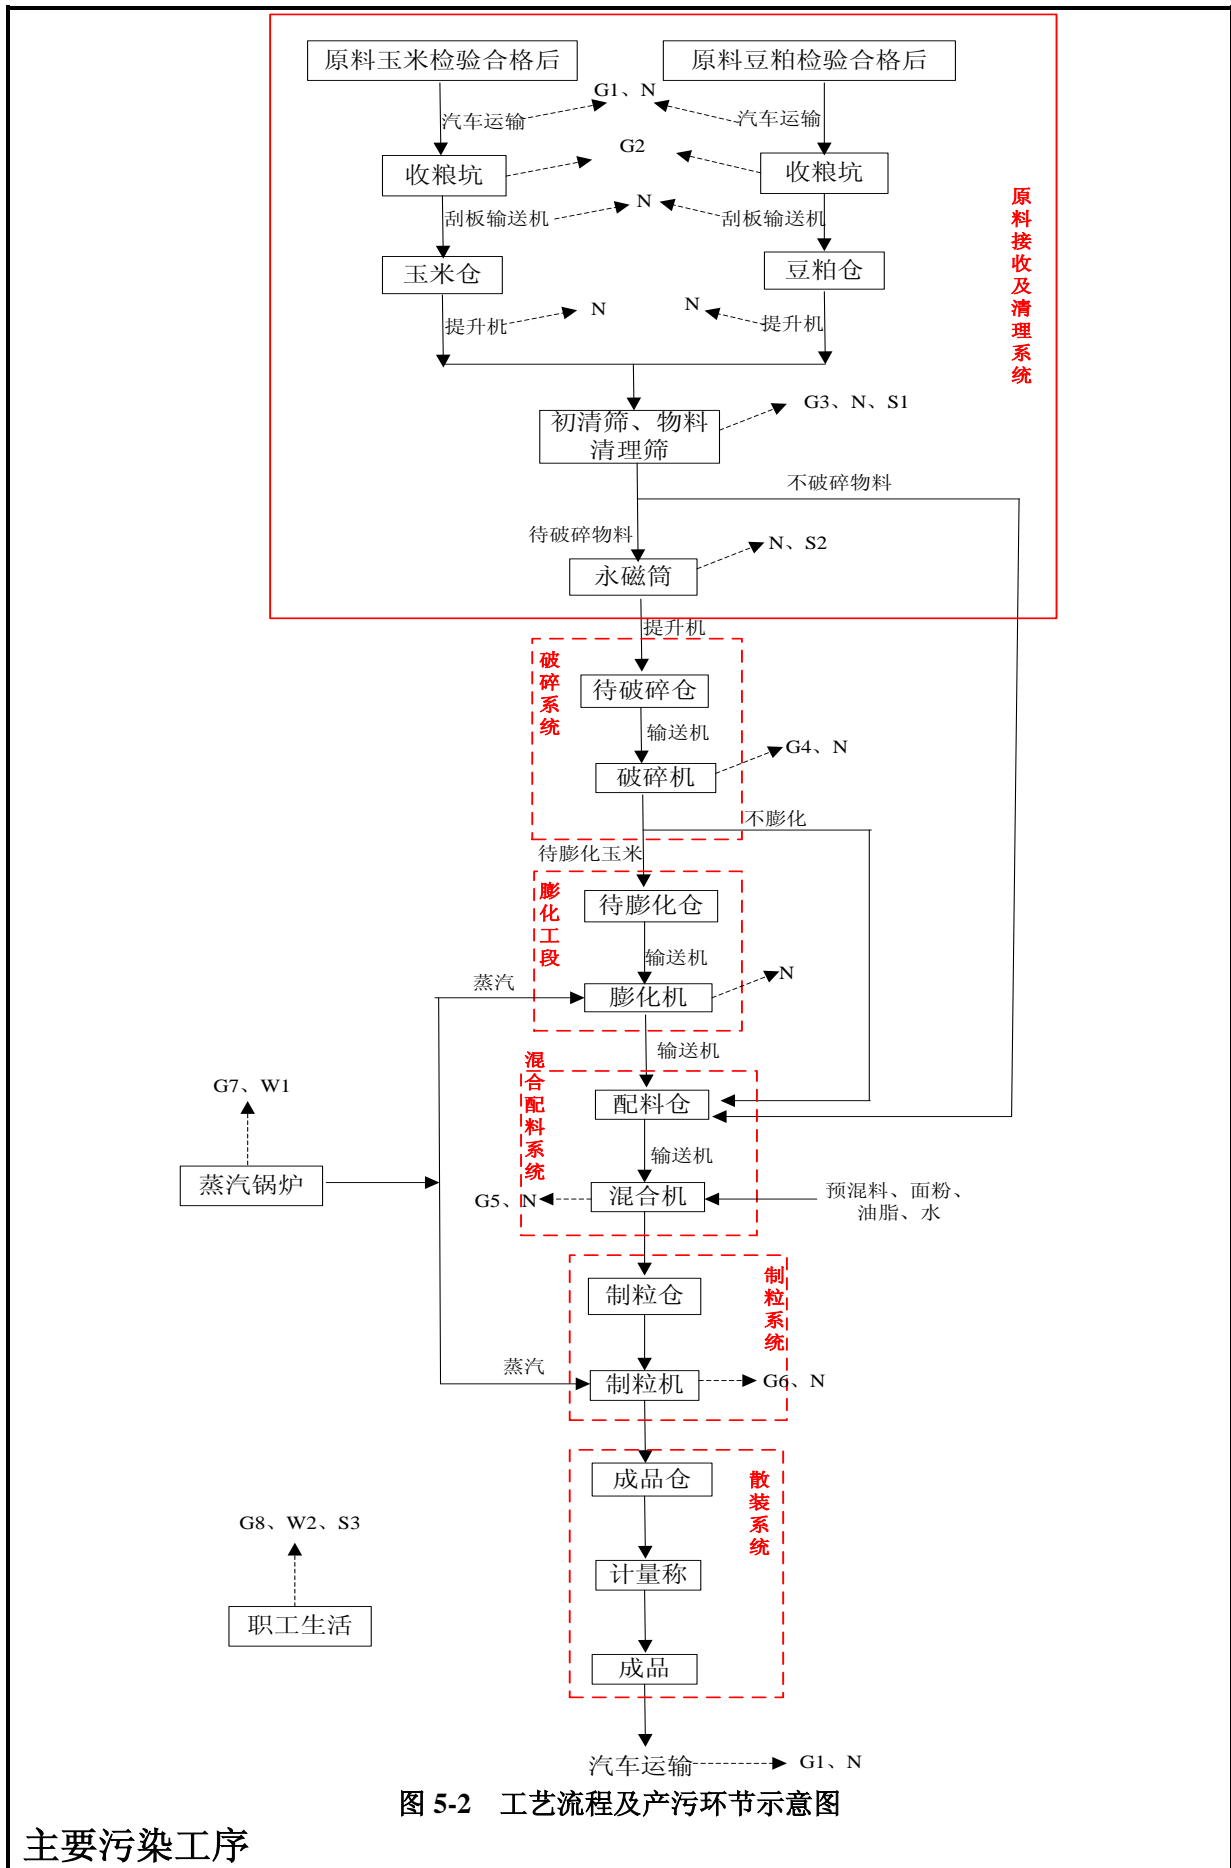 原料玉米检验合格后
原料豆粕检验合格后
G1、N
汽车运输
汽车运输
G2
收粮坑
收粮坑
N
刮板输送机
刮板输送机
玉米仓
豆粕仓
N
N
提升机
提升机
原料接收及清理系统
初清筛、物料
清理筛
G3、N、S1
不破碎物料
待破碎物料
永磁筒
N、S2
提升机
破碎系统
待破碎仓
输送机
破碎机
G4、N
不膨化
待膨化玉米
膨化工段
待膨化仓
输送机
N
蒸汽
膨化机
输送机
混合配料系统
G7、W1
配料仓
输送机
蒸汽锅炉
G5、N
混合机
预混料、面粉、
油脂、水
制粒系统
制粒仓
蒸汽
制粒机
G6、N
散装系统
成品仓
G8、W2、S3
计量称
职工生活
成品
汽车运输
G1、N
图 5-2 工艺流程及产污环节示意图
主要污染工序